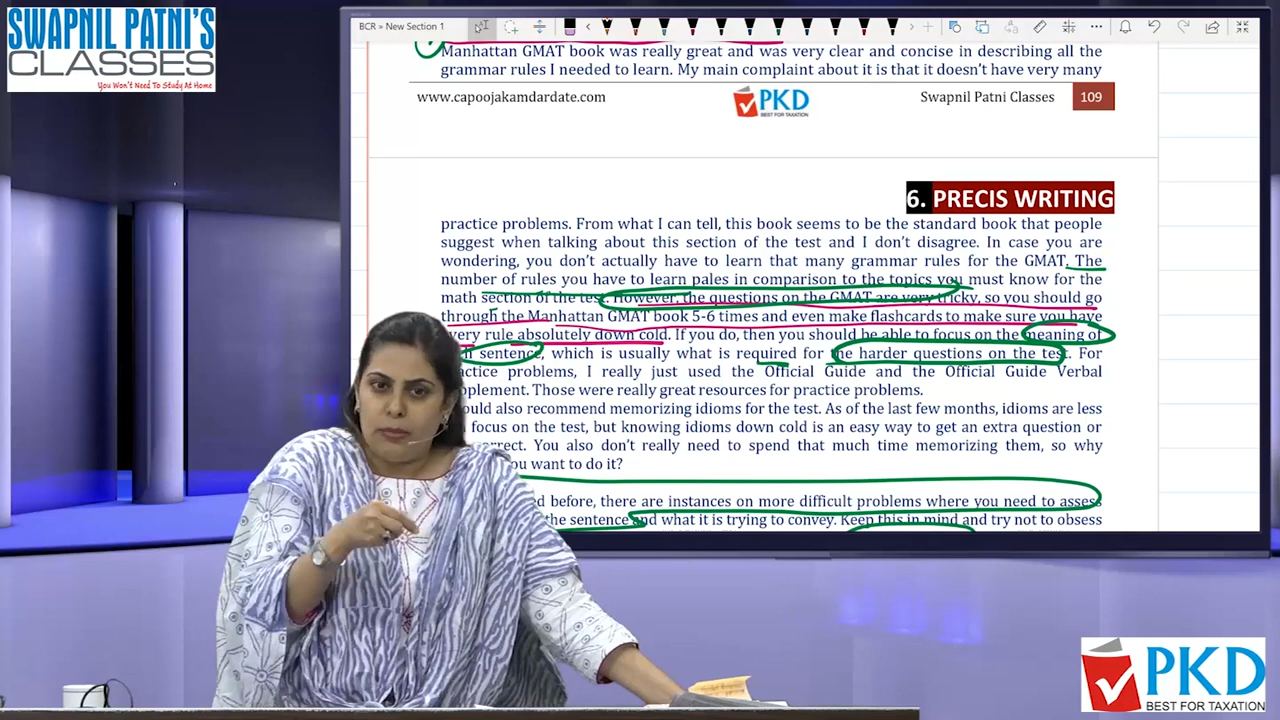 SWAPNIL PATNI'S
CLASSES
You Won't Need To Study At Home
BCR » New Section 1
Manhattan GMAT book was really great and was very clear and concise in describing all the
grammar rules I needed to learn. My main complaint about it is that it doesn't have very many
www.capoojakamdardate.com
PKD
BEST FOR TAXATION
Swapnil Patni Classes
109
6. PRECIS WRITING
practice problems. From what I can tell, this book seems to be the standard book that people
suggest when talking about this section of the test and I don't disagree. In case you are
wondering, you don't actually have to learn that many grammar rules for the GMAT. The
number of rules you have to learn pales in comparison to the topics you must know for the
math section of the test. However, the questions on the GMAT are very tricky, so you should go
through the Manhattan GMAT book 5-6 times and even make flashcards to make sure you have
every rule absolutely down cold. If you do, then you should be able to focus on the meaning of
sentence, which is usually what is required for the harder questions on the test. For
practice problems, I really just used the Official Guide and the Official Guide Verbal
Supplement. Those were really great resources for practice problems.
would also recommend memorizing idioms for the test. As of the last few months, idioms are less
focus on the test, but knowing idioms down cold is an easy way to get an extra question or
correct. You also don't really need to spend that much time memorizing them, so why
you want to do it?
before, there are instances on more difficult problems where you need to assess
the sentence and what it is trying to convey. Keep this in mind and try not to obsess
PKD
BEST FOR TAXATION